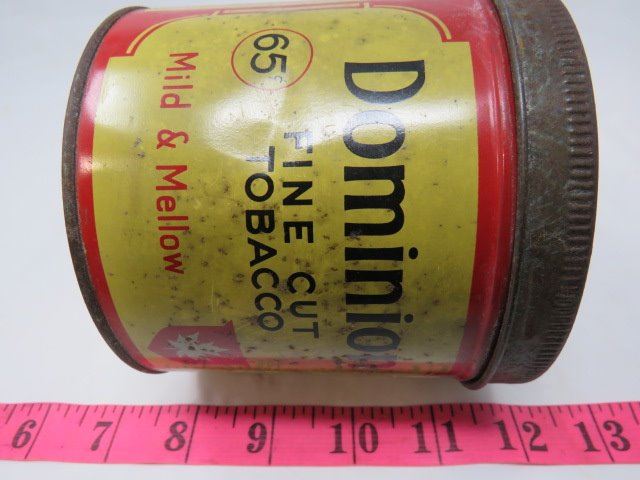 Dominio
65¢
FINE CUT
TOBACCO
Mild & Mellow
6 7 8 9 10 11 12 13